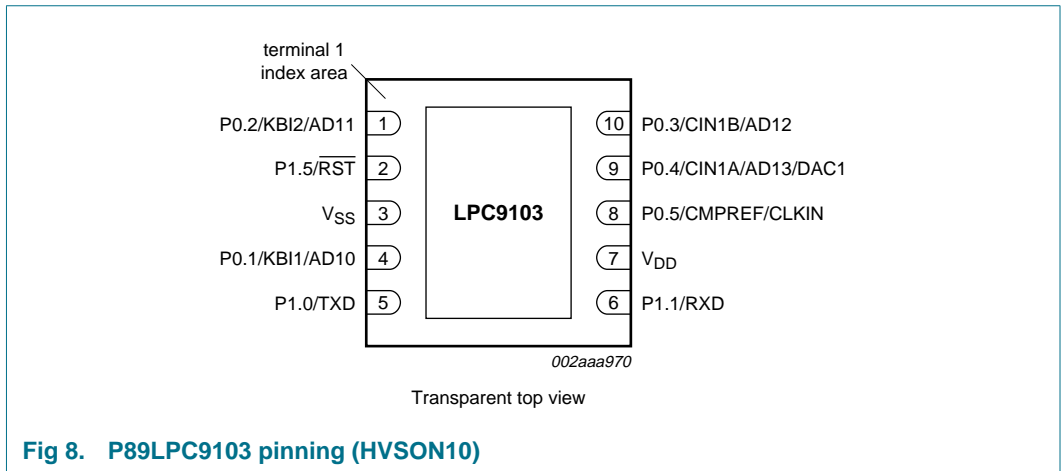 terminal 1
index area
P0.2/KBI2/AD11 1
P1.5/RST 2
VSS 3
P0.1/KBI1/AD10 4
P1.0/TXD 5
LPC9103
10 P0.3/CIN1B/AD12
9 P0.4/CIN1A/AD13/DAC1
8 P0.5/CMPREF/CLKIN
7 VDD
6 P1.1/RXD
002aaa970
Transparent top view
Fig 8. P89LPC9103 pinning (HVSON10)